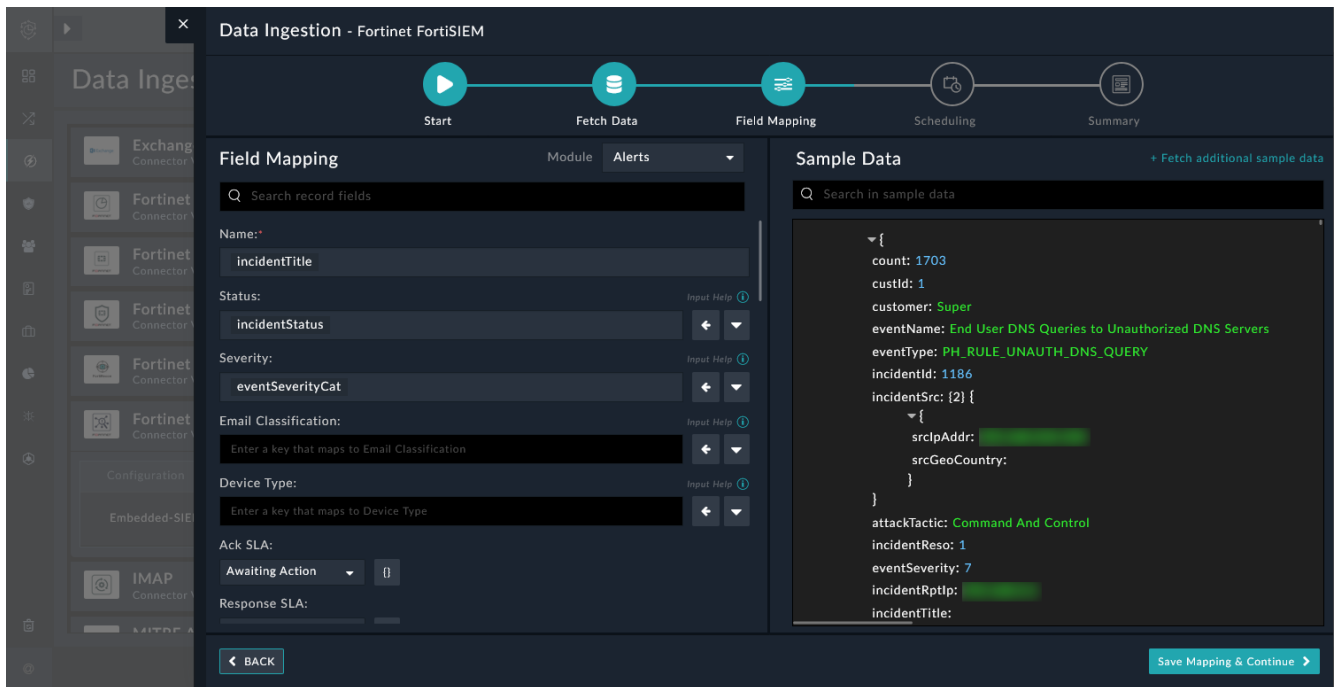 Data Ingestion - Fortinet FortiSIEM
Start
Fetch Data
Field Mapping
Scheduling
Summary
Data Inges
Exchang
Connector V
Fortinet
Connector V
Fortinet
Connector V
Fortinet
Connector V
Fortinet
Connector V
Fortinet
Connector V
Configuration
Embedded-SIE
IMAP
Connector V
MITRE A
Field Mapping
Module Alerts
Search record fields
Name:*
incidentTitle
Status: Input Help
incidentStatus
Severity: Input Help
eventSeverityCat
Email Classification: Input Help
Enter a key that maps to Email Classification
Device Type: Input Help
Enter a key that maps to Device Type
Ack SLA:
Awaiting Action {}
Response SLA:
Sample Data
+ Fetch additional sample data
Search in sample data
{
count: 1703
custId: 1
customer: Super
eventName: End User DNS Queries to Unauthorized DNS Servers
eventType: PH_RULE_UNAUTH_DNS_QUERY
incidentId: 1186
incidentSrc: {2} {
{
srcIpAddr:
srcGeoCountry:
}
}
attackTactic: Command And Control
incidentReso: 1
eventSeverity: 7
incidentRptIp:
incidentTitle:
BACK
Save Mapping & Continue